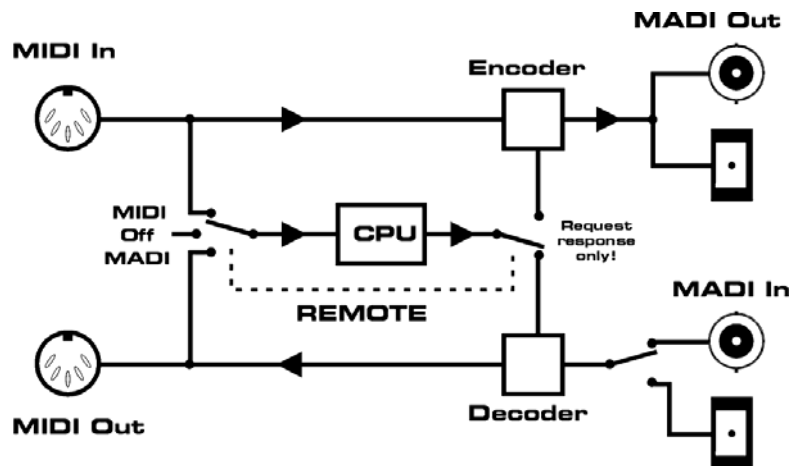 MADI Out
MIDI In
Encoder
MIDI
Off
MADI
CPU
Request
response
only!
REMOTE
MADI In
MIDI Out
Decoder